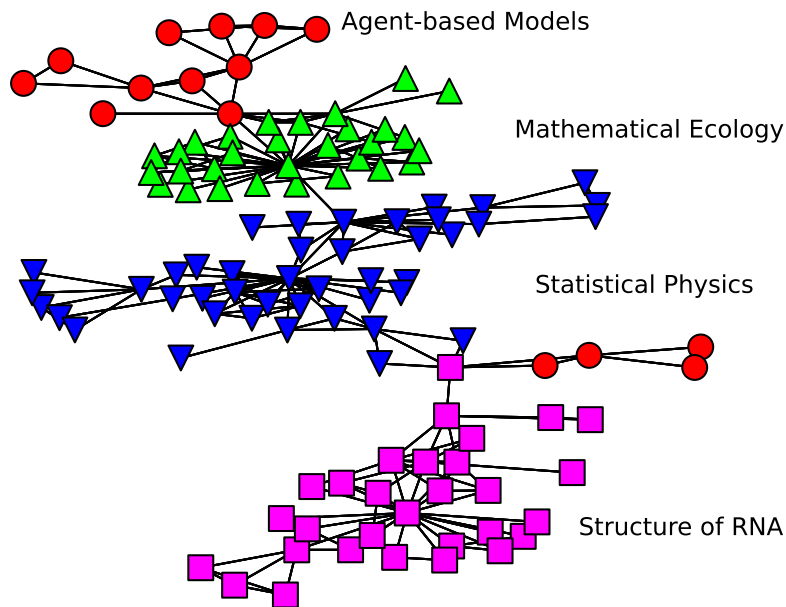 Agent-based Models
Mathematical Ecology
Statistical Physics
Structure of RNA